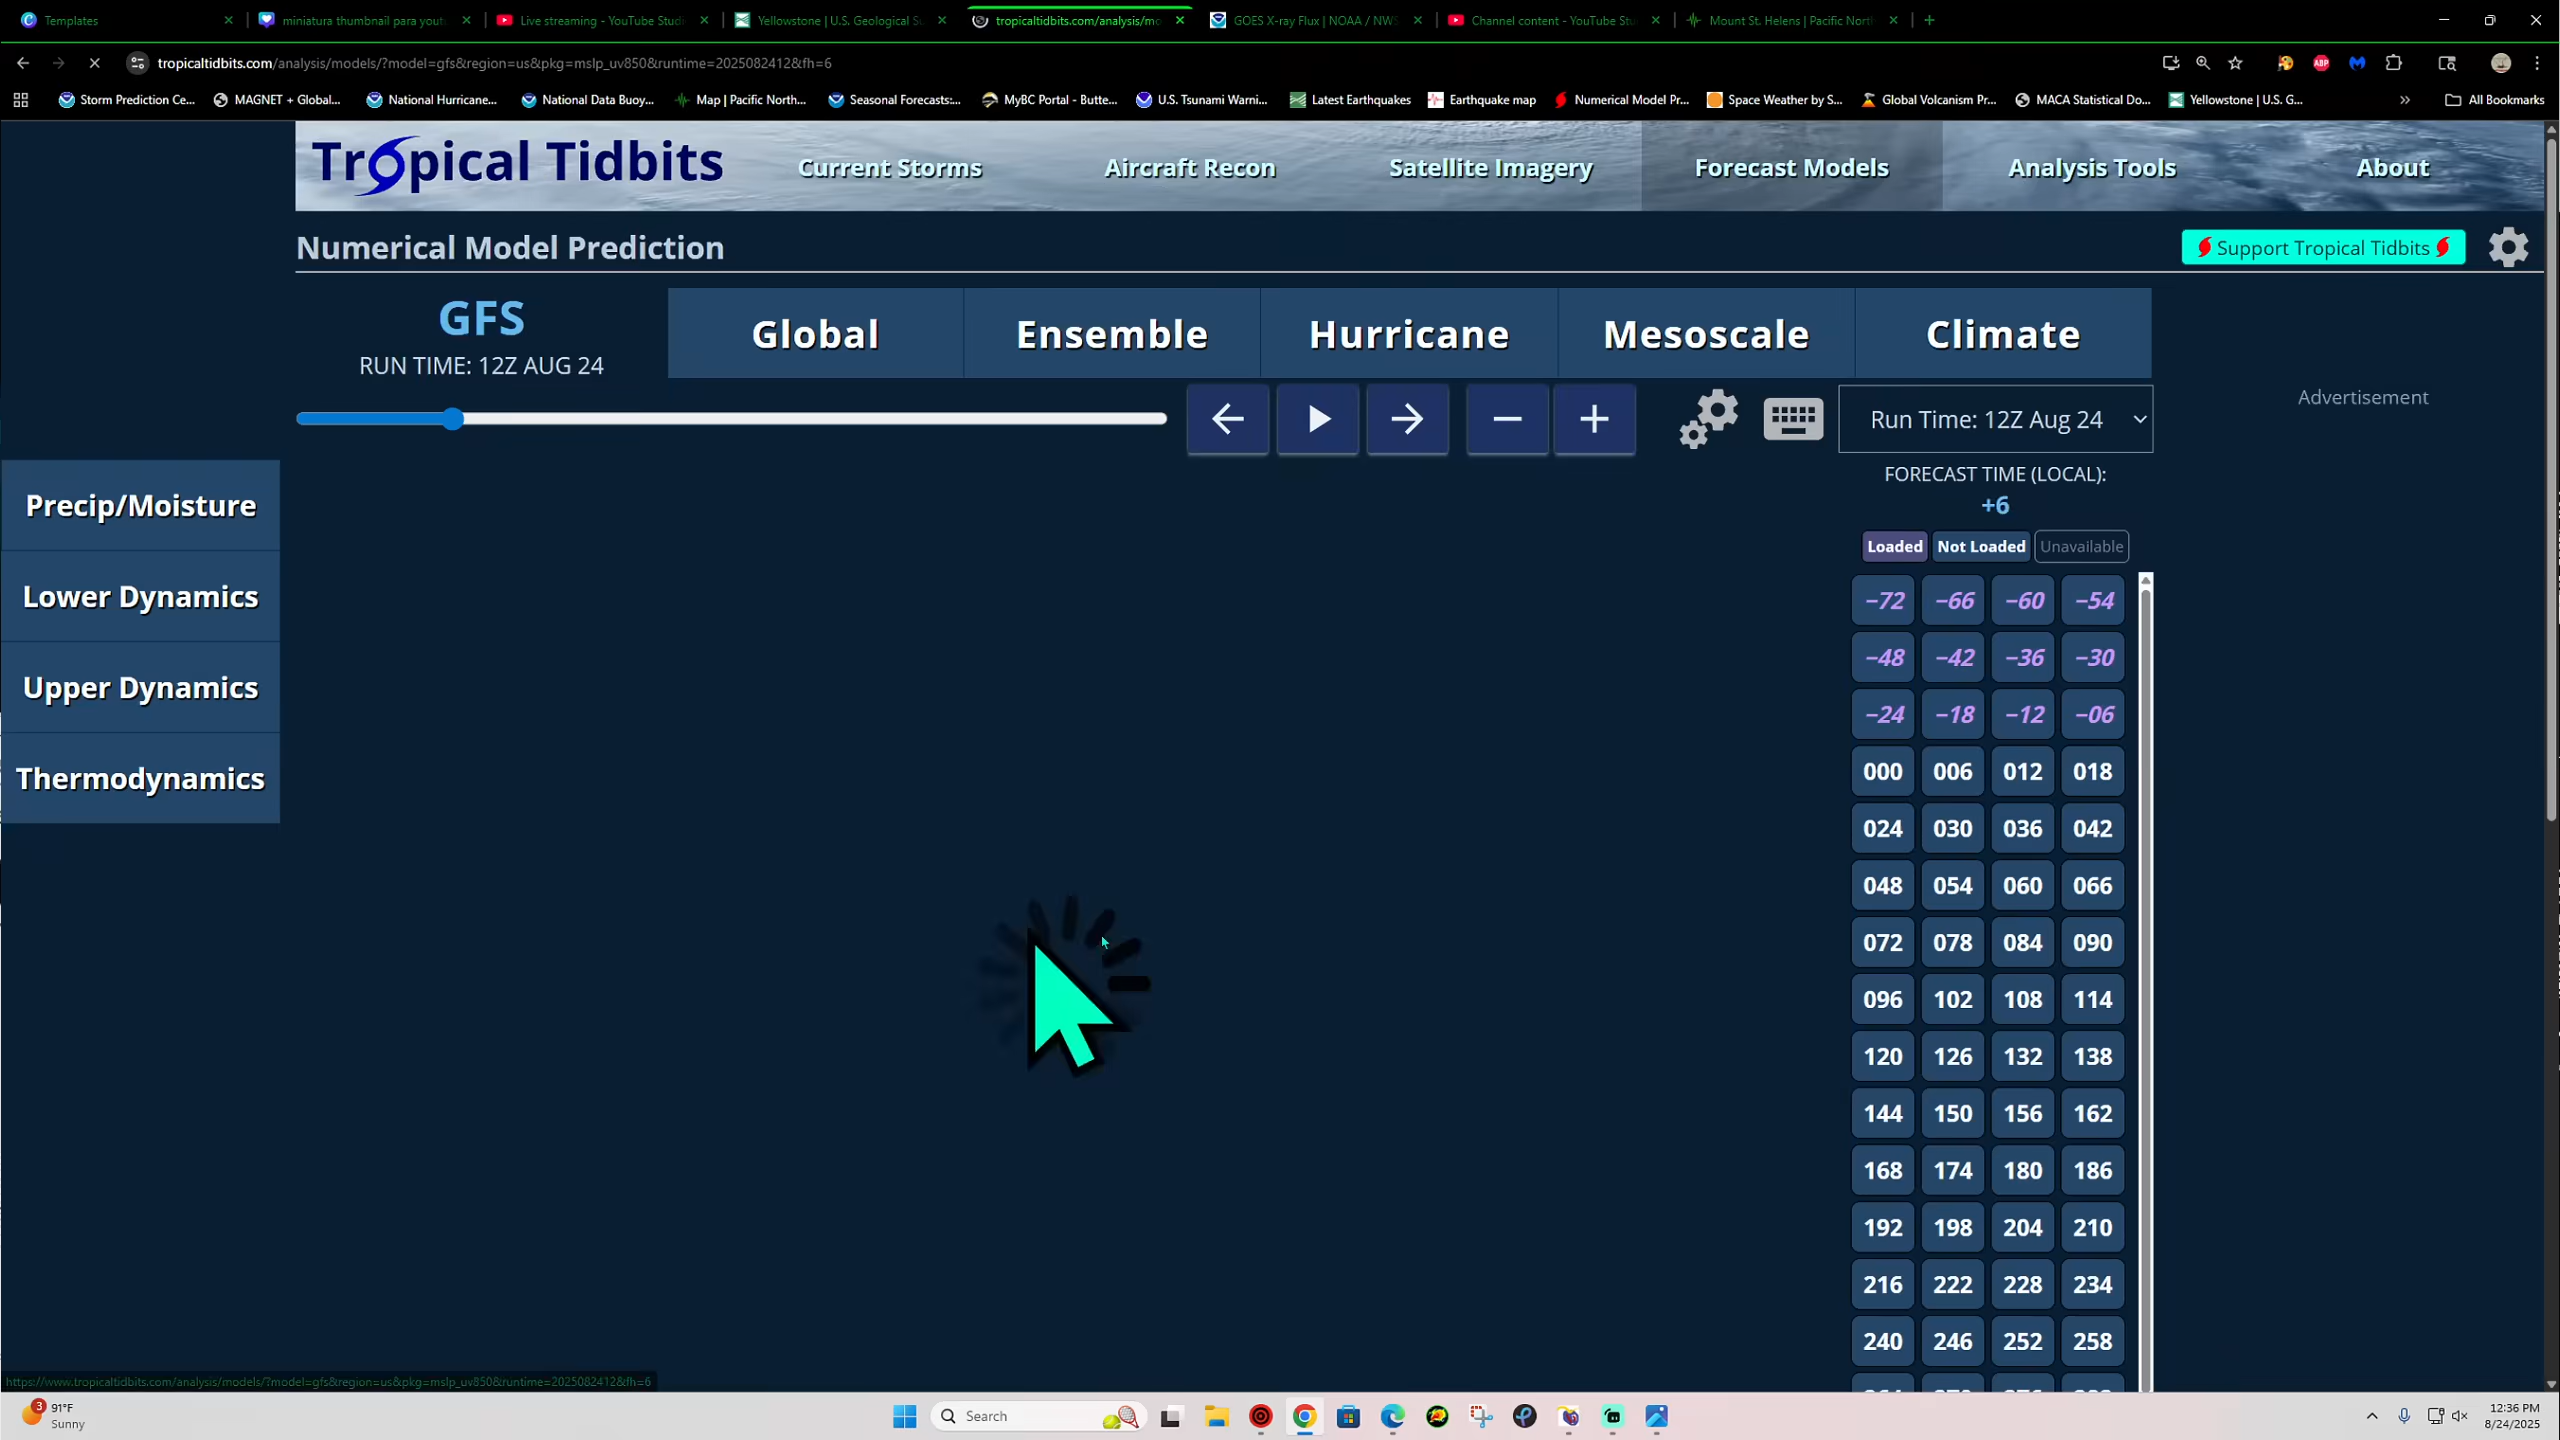 Templates
miniatura thumbnail para yout
Live streaming - YouTube Studi
Yellowstone | U.S. Geological Su
tropicaltidbits.com/analysis/mo
GOES X-ray Flux | NOAA / NWS
Channel content - YouTube Stu
Mount St. Helens | Pacific North
tropicaltidbits.com/analysis/models/?model=gfs&region=us&pkg=mslp_uv850&runtime=2025082412&fh=6
ABP
Storm Prediction Ce...
MAGNET + Global...
National Hurricane...
National Data Buoy...
Map | Pacific North...
Seasonal Forecasts:...
MyBC Portal - Butte...
U.S. Tsunami Warni...
Latest Earthquakes
Earthquake map
Numerical Model Pr...
Space Weather by S...
Global Volcanism Pr...
MACA Statistical Do...
Yellowstone | U.S. G...
All Bookmarks
Tropical Tidbits
Current Storms
Aircraft Recon
Satellite Imagery
Forecast Models
Analysis Tools
About
Numerical Model Prediction
Support Tropical Tidbits
GFS
RUN TIME: 12Z AUG 24
Global
Ensemble
Hurricane
Mesoscale
Climate
Run Time: 12Z Aug 24
Advertisement
FORECAST TIME (LOCAL):
+6
Loaded Not Loaded Unavailable
Precip/Moisture
Lower Dynamics
Upper Dynamics
Thermodynamics
−72 −66 −60 −54
−48 −42 −36 −30
−24 −18 −12 −06
000 006 012 018
024 030 036 042
048 054 060 066
072 078 084 090
096 102 108 114
120 126 132 138
144 150 156 162
168 174 180 186
192 198 204 210
216 222 228 234
240 246 252 258
https://www.tropicaltidbits.com/analysis/models/?model=gfs&region=us&pkg=mslp_uv850&runtime=2025082412&fh=6
3
91°F
Sunny
Search
12:36 PM
8/24/2025